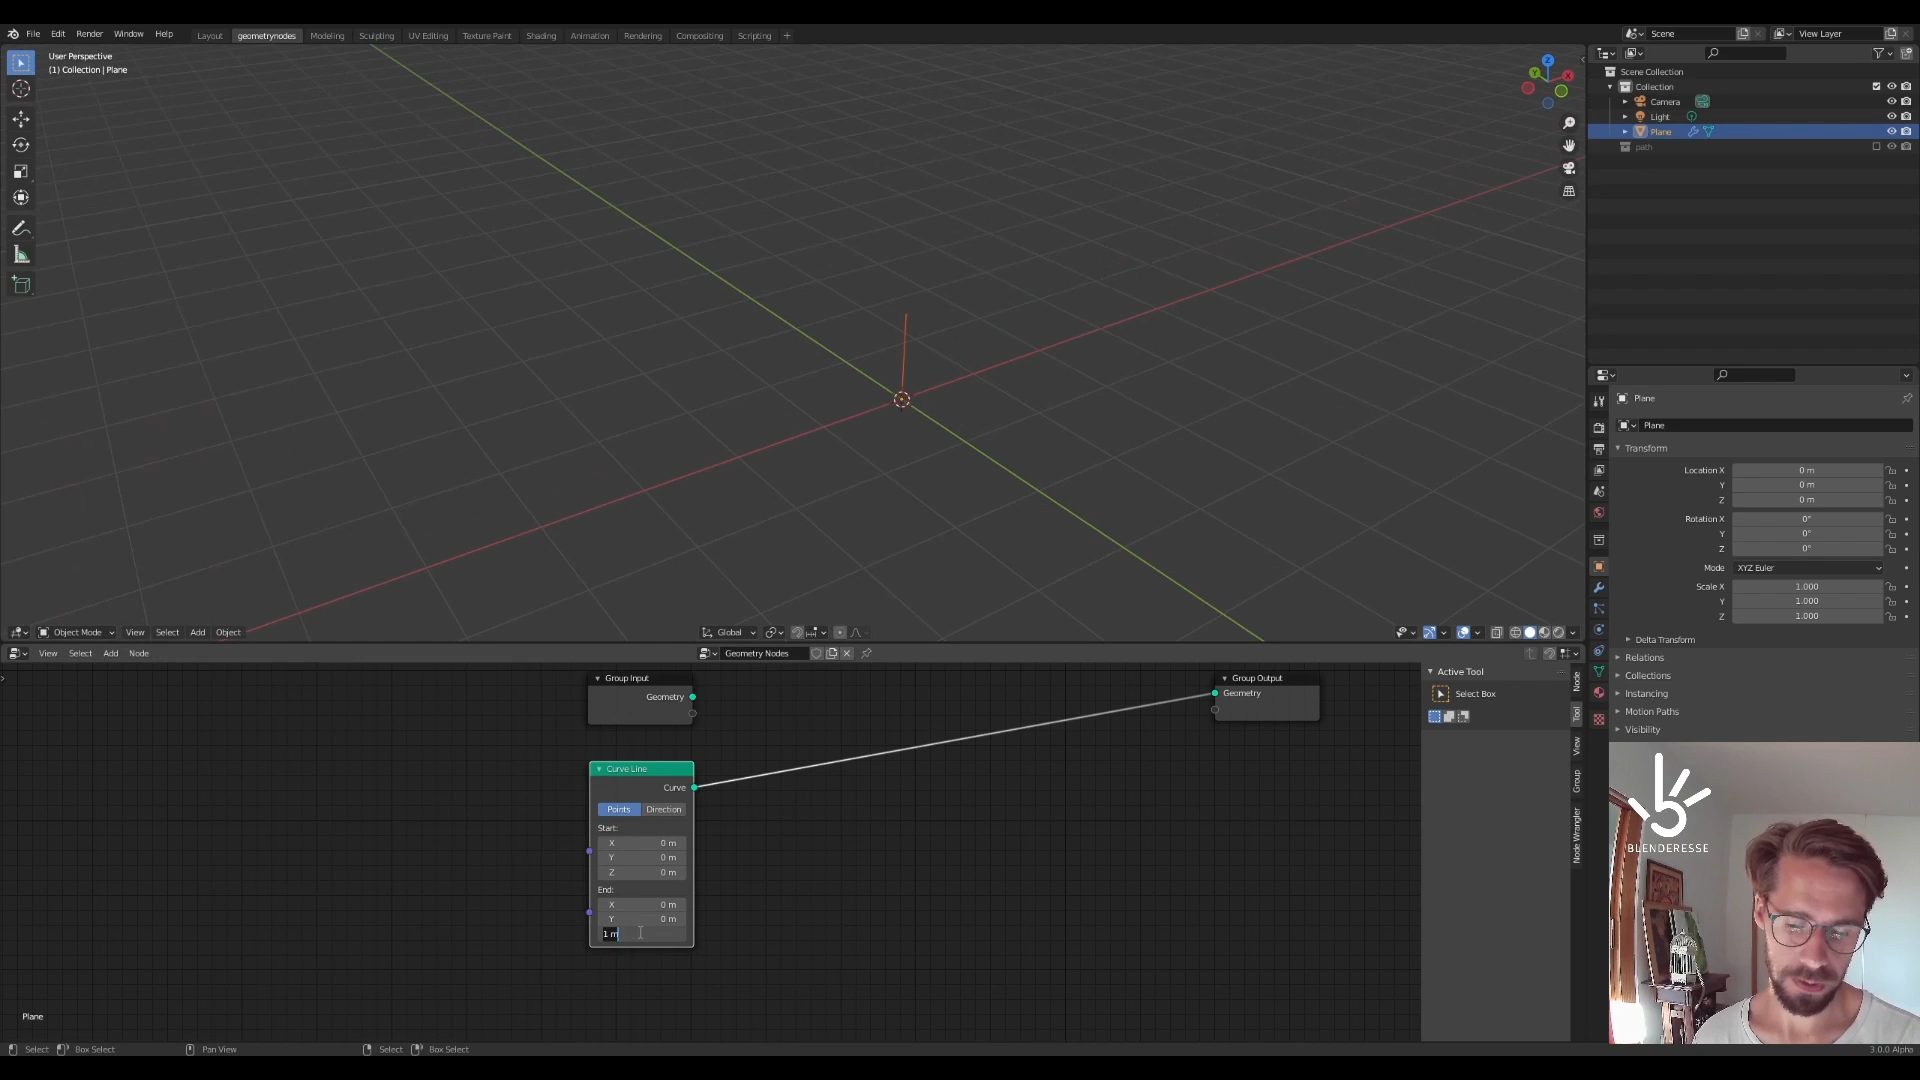 File Edit Render Window Help Layout geometrynodes Modeling Sculpting UV Editing Texture Paint Shading Animation Rendering Compositing Scripting + Scene View Layer
User Perspective
(1) Collection | Plane
Z
Y
X
Scene Collection
Collection
Camera
Light
Plane
path
Plane
Plane
Transform
Location X 0 m
Y 0 m
Z 0 m
Rotation X 0°
Y 0°
Z 0°
Mode XYZ Euler
Scale X 1.000
Y 1.000
Z 1.000
Delta Transform
Relations
Collections
Instancing
Motion Paths
Visibility
Object Mode View Select Add Object Global
View Select Add Node Geometry Nodes
Group Input
Geometry
Group Output
Geometry
Curve Line
Curve
Points Direction
Start:
X 0 m
Y 0 m
Z 0 m
End:
X 0 m
Y 0 m
1 m
Active Tool
Select Box
Node
Tool
View
Group
Node Wrangler
BLENDERESSE
Plane
Select Box Select Pan View Select Box Select 3.0.0 Alpha